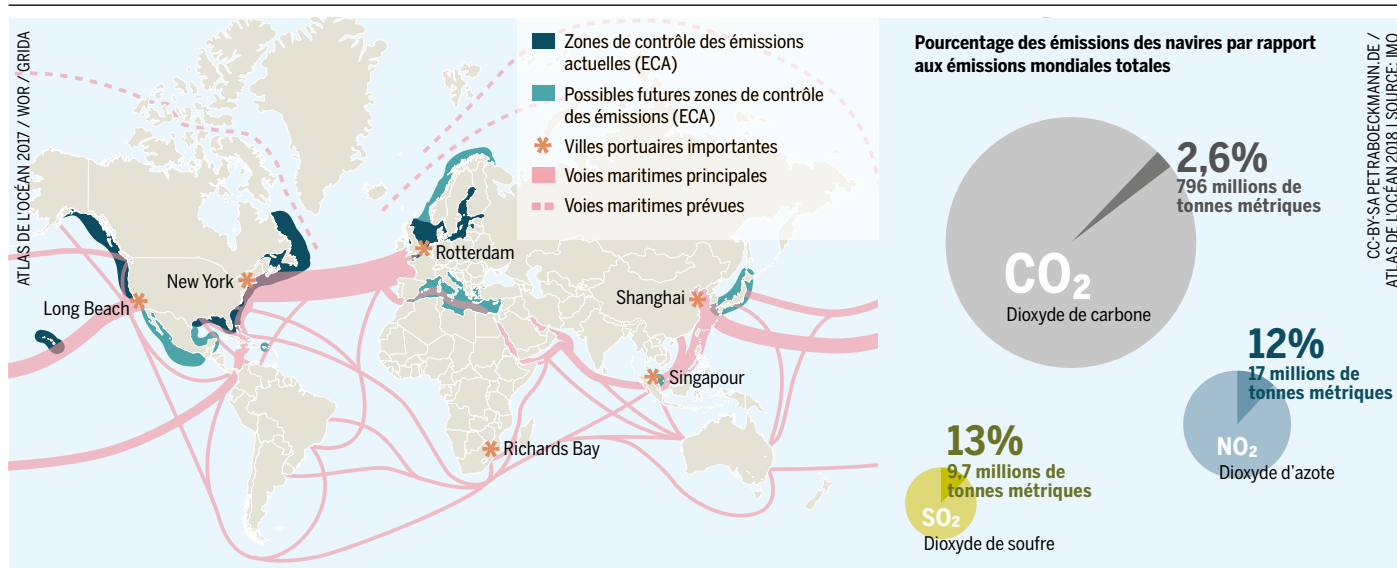 ATLAS DE L'OCÉAN 2017 / WOR / GRIDA
Zones de contrôle des émissions
actuelles (ECA)
Possibles futures zones de contrôle
des émissions (ECA)
Villes portuaires importantes
Voies maritimes principales
Voies maritimes prévues
Rotterdam
New York
Long Beach
Shanghai
Singapour
Richards Bay
Pourcentage des émissions des navires par rapport
aux émissions mondiales totales
2,6%
796 millions de
tonnes métriques
CO₂
Dioxyde de carbone
12%
17 millions de
tonnes métriques
NO₂
Dioxyde d'azote
13%
9,7 millions de
tonnes métriques
SO₂
Dioxyde de soufre
CC-BY-SA PETRABOECKMANN.DE /
ATLAS DE L'OCÉAN 2018 | SOURCE: IMO